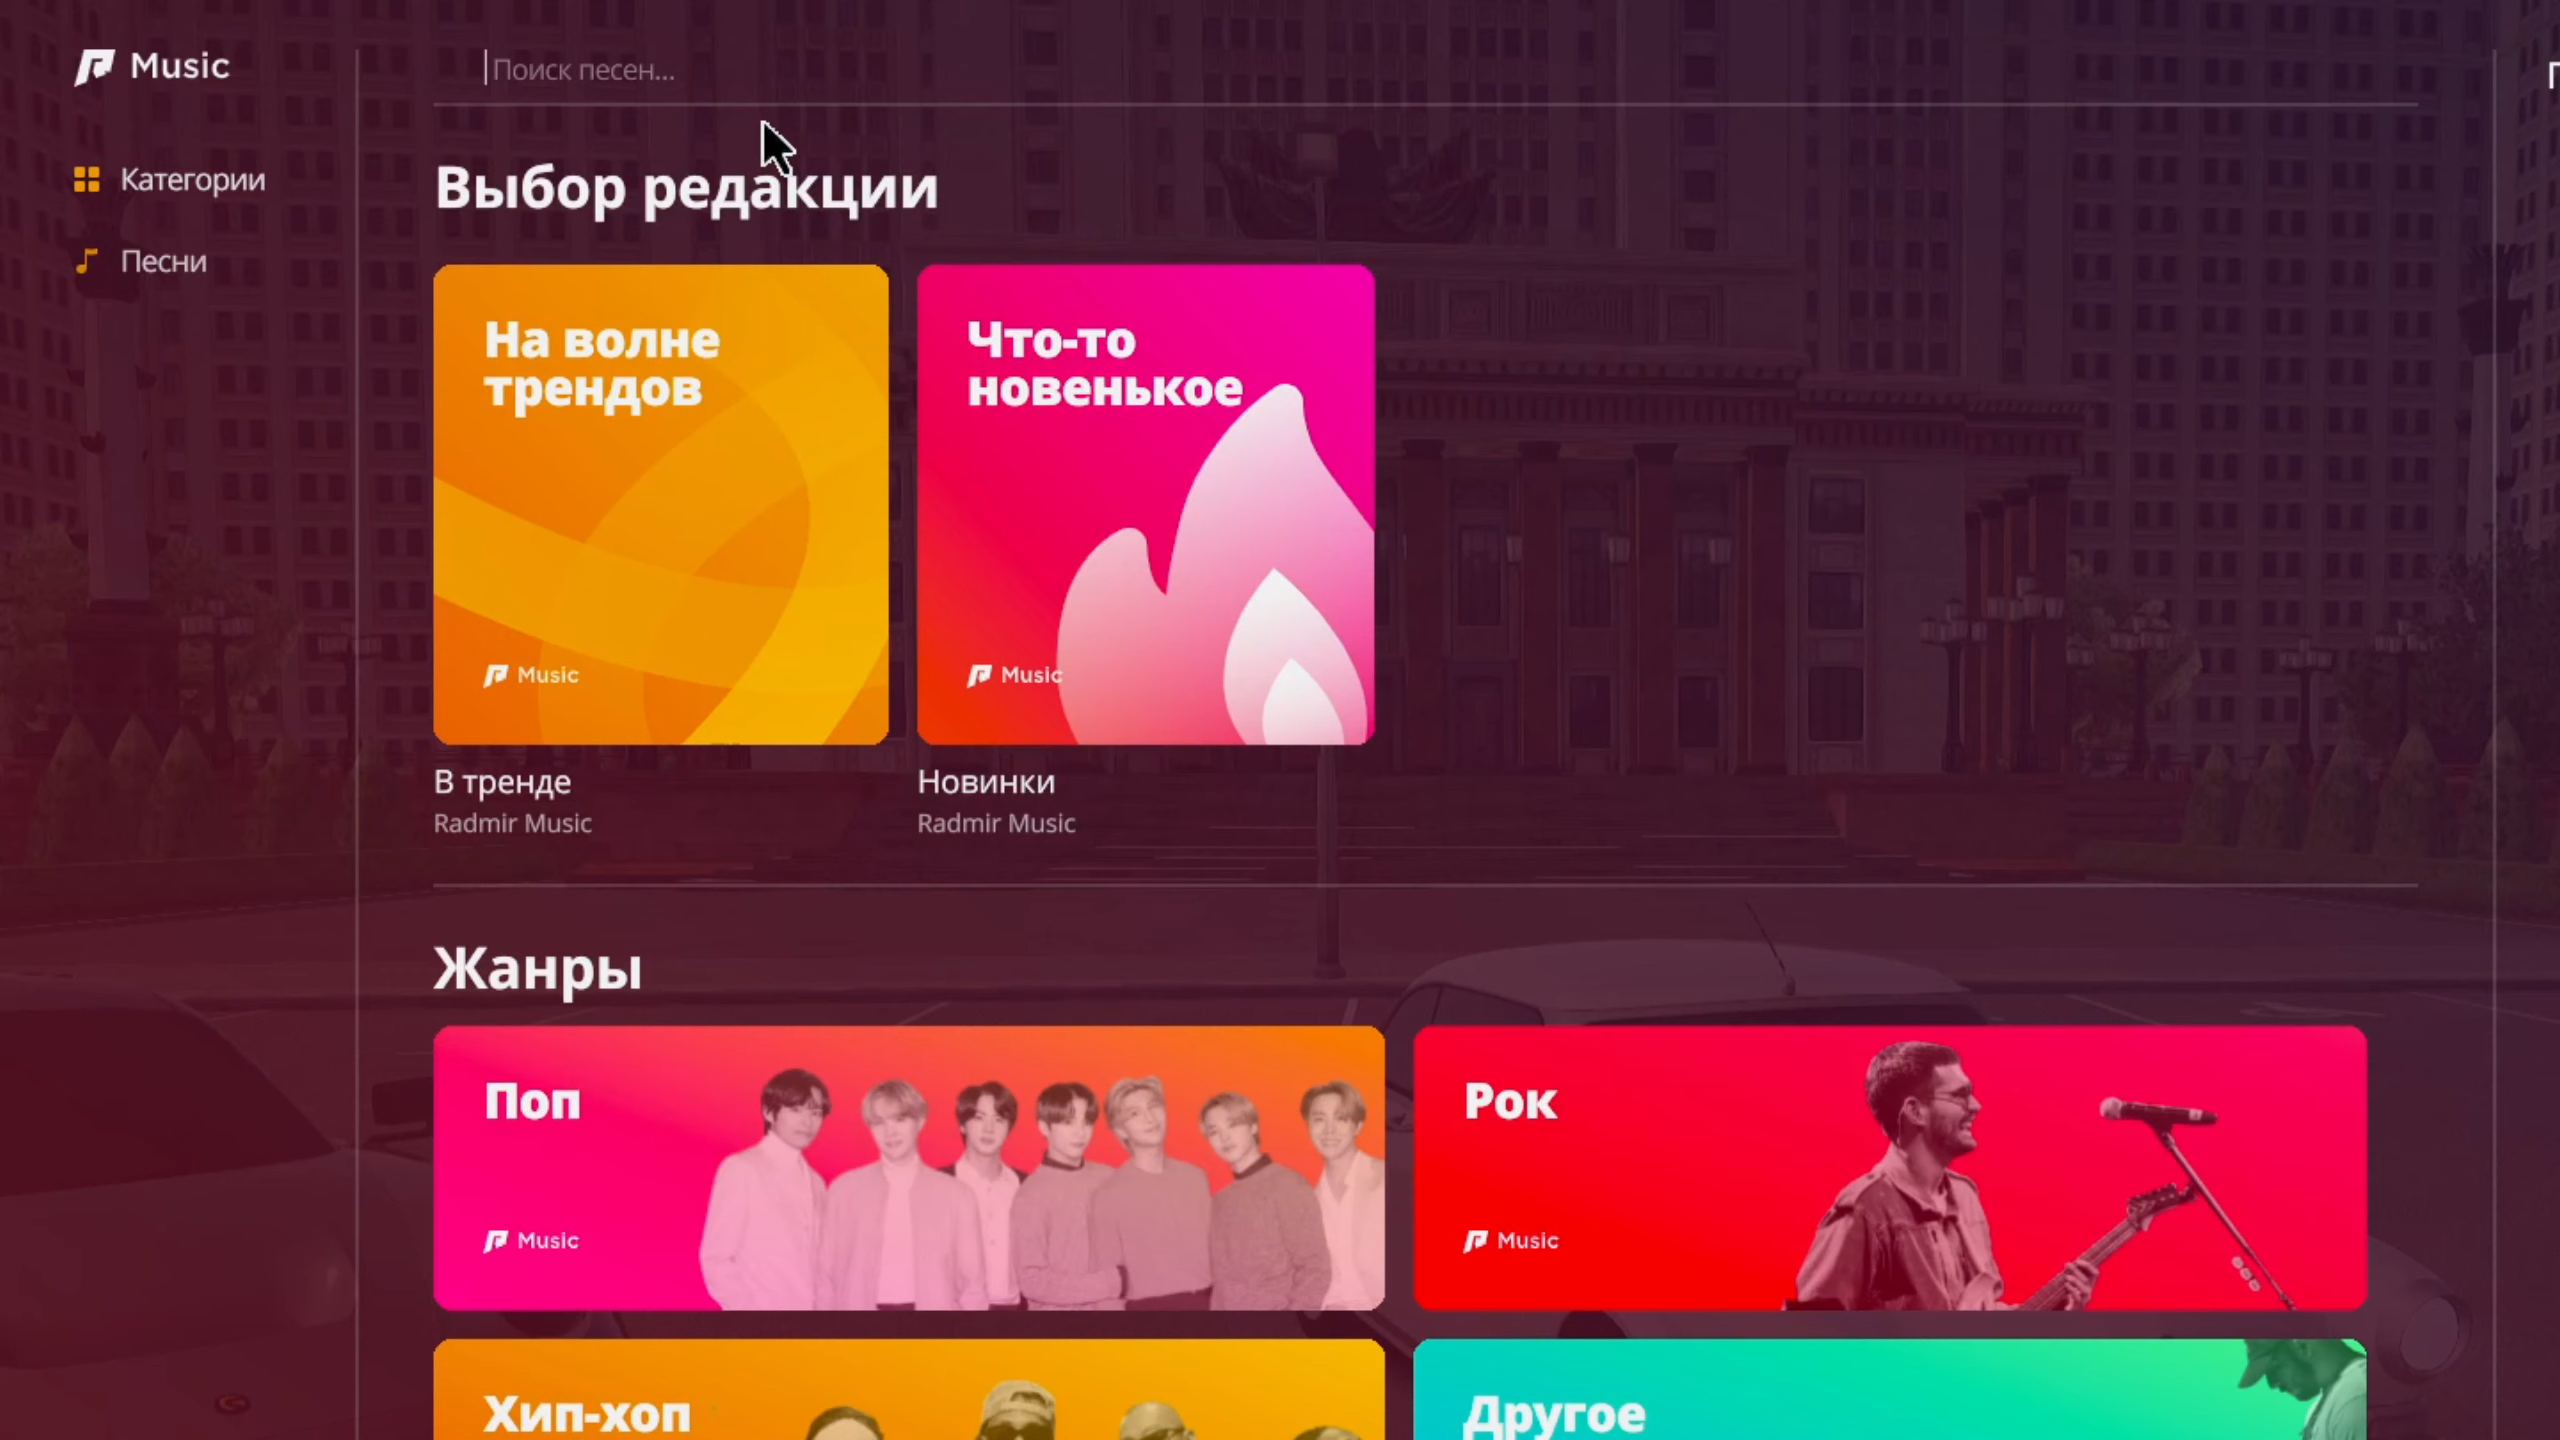 Music
Поиск песен...
П
Категории
Песни
Выбор редакции
На волне
трендов
Music
Что-то
новенькое
Music
В тренде
Radmir Music
Новинки
Radmir Music
Жанры
Поп
Music
Рок
Music
Хип-хоп
Другое